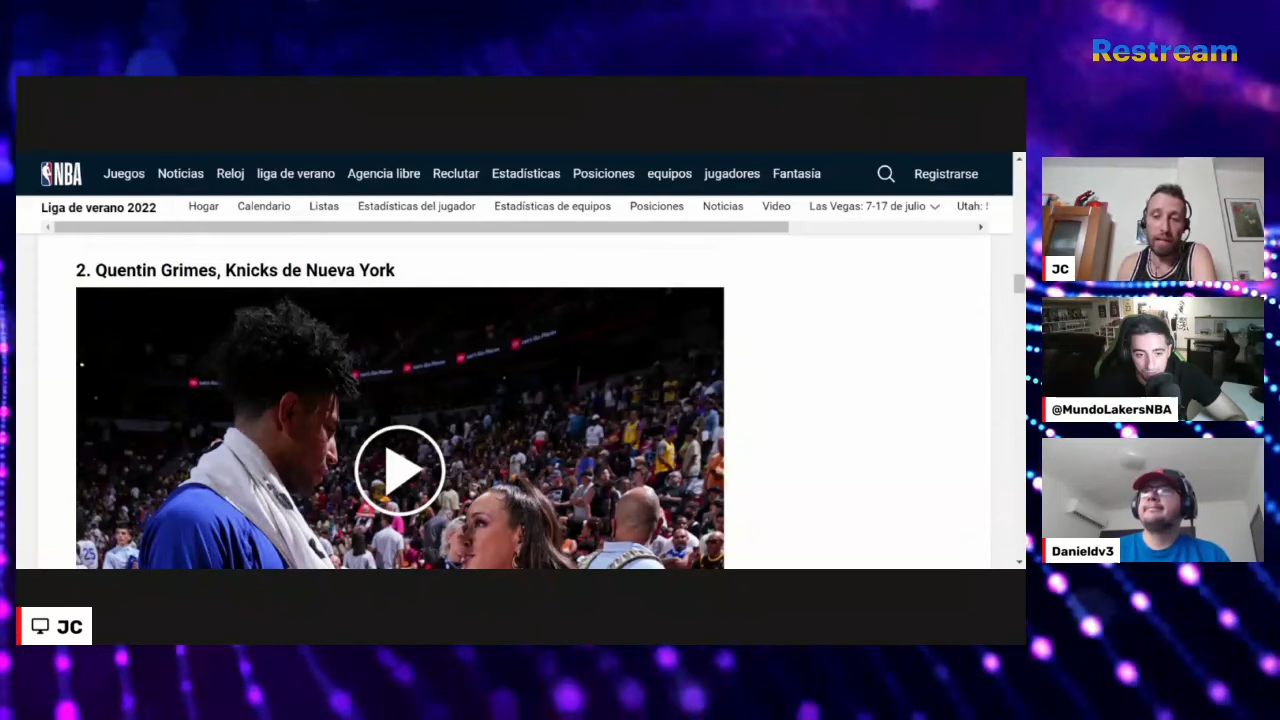 Restream
NBA
Juegos Noticias Reloj liga de verano Agencia libre Reclutar Estadísticas Posiciones equipos jugadores Fantasía Registrarse
Liga de verano 2022 Hogar Calendario Listas Estadísticas del jugador Estadísticas de equipos Posiciones Noticias Video Las Vegas: 7-17 de julio Utah:
2. Quentin Grimes, Knicks de Nueva York
25
JC
@MundoLakersNBA
Danieldv3
JC